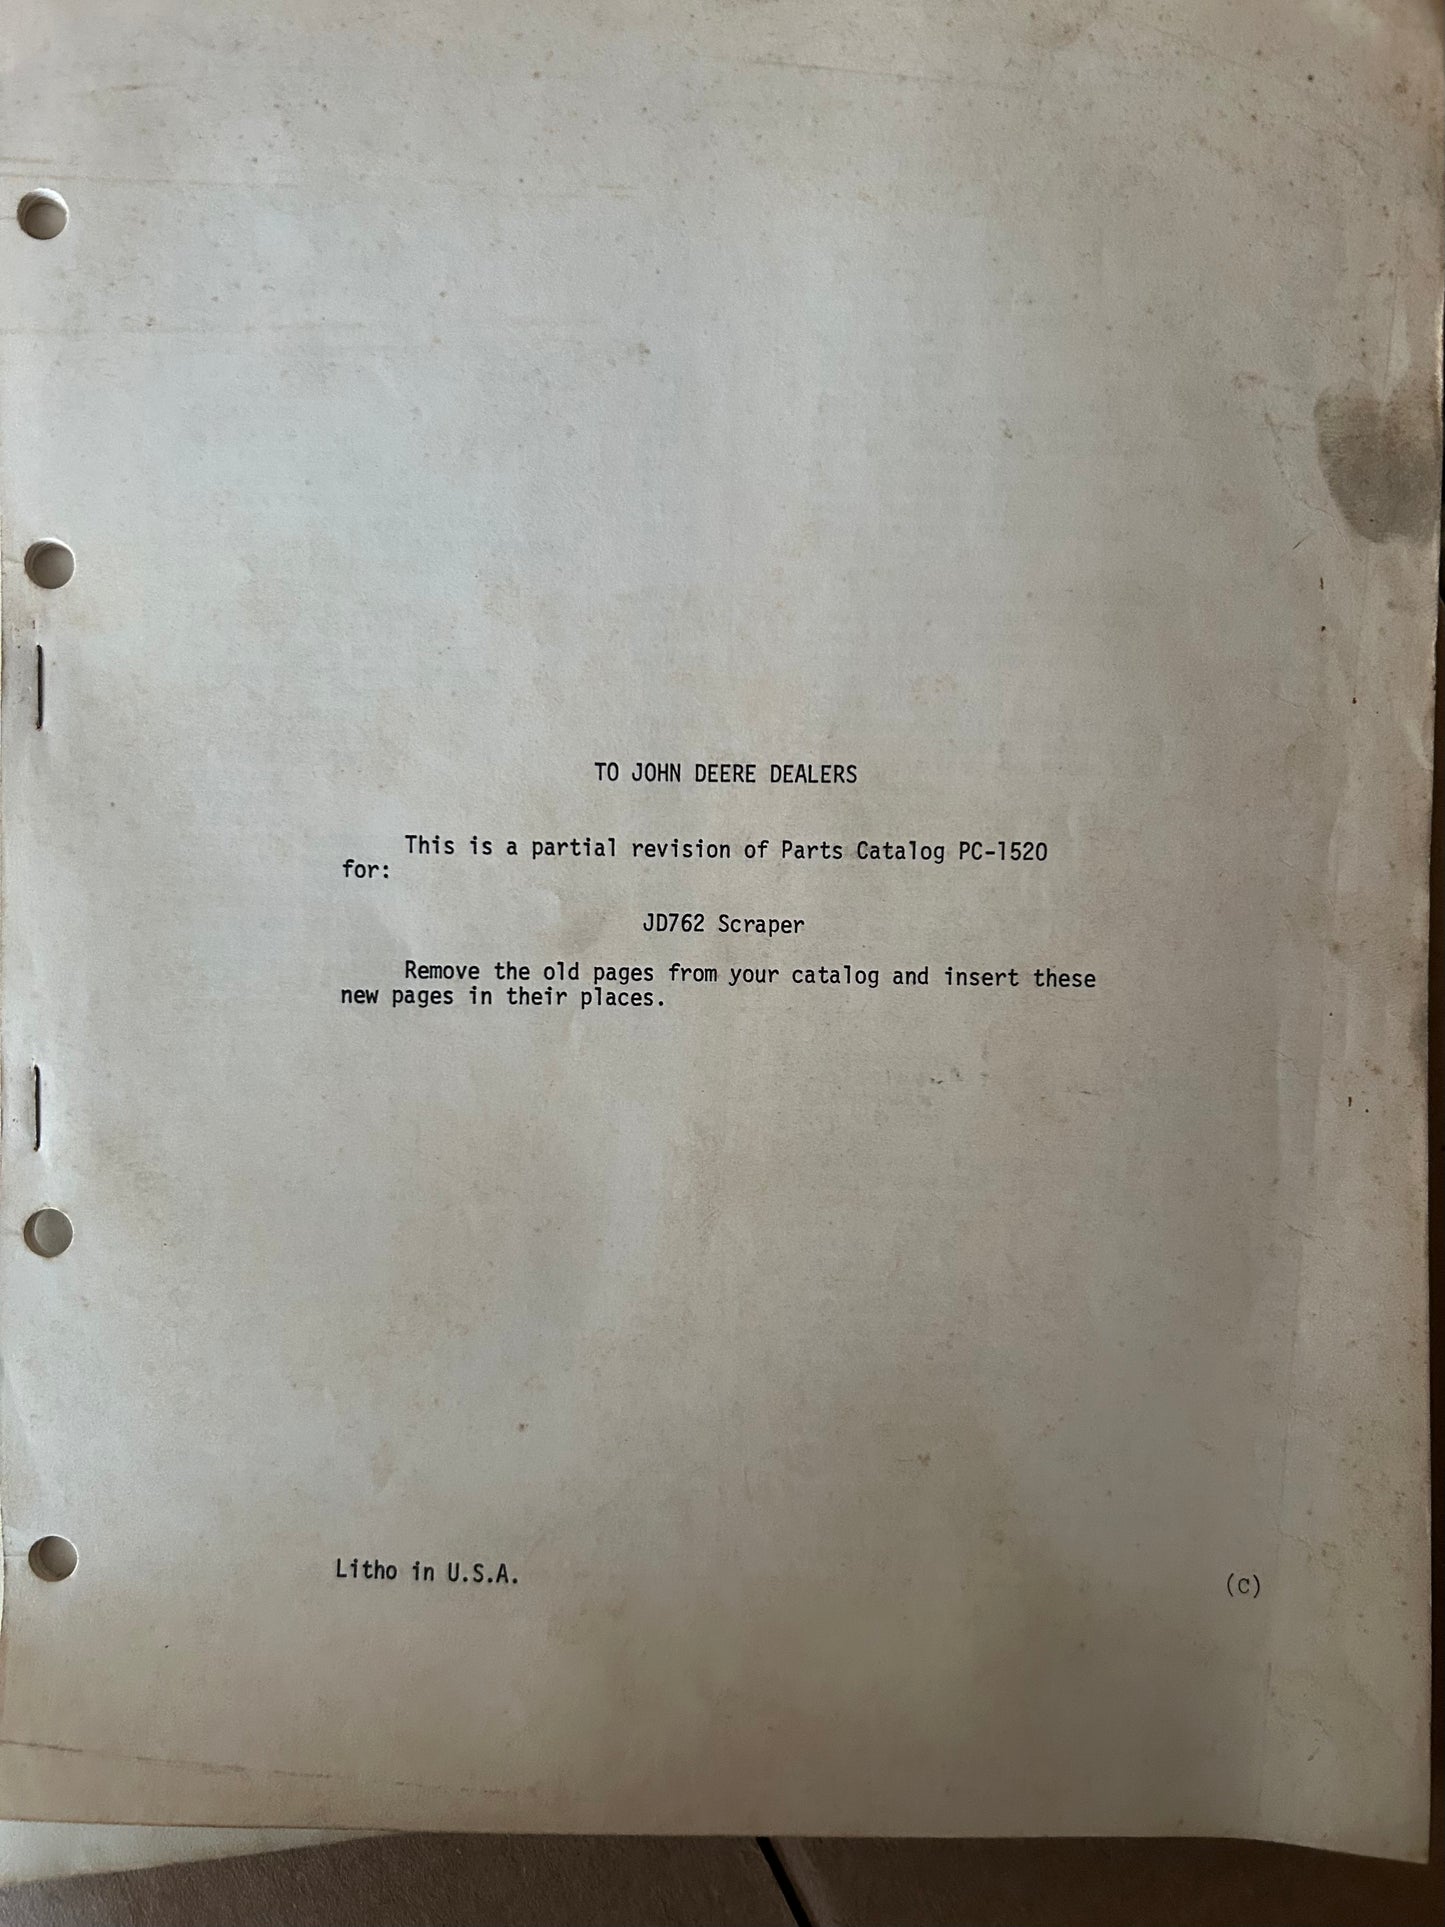 TO JOHN DEERE DEALERS
This is a partial revision of Parts Catalog PC-1520
for:
JD762 Scraper
Remove the old pages from your catalog and insert these
new pages in their places.
Litho in U.S.A.
(C)